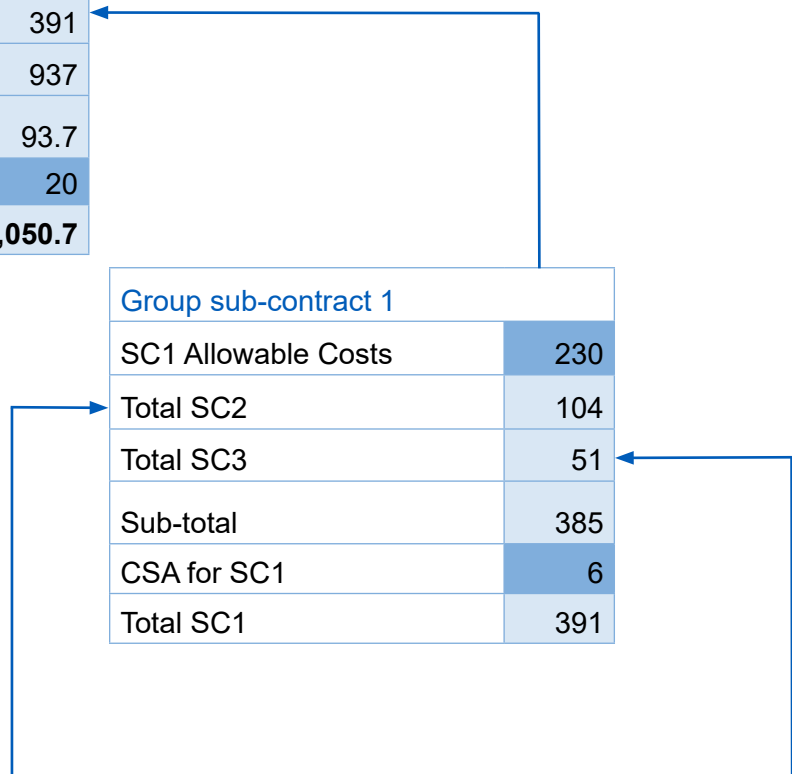 391
937
93.7
20
,050.7
Group sub-contract 1
SC1 Allowable Costs 230
Total SC2 104
Total SC3 51
Sub-total 385
CSA for SC1 6
Total SC1 391